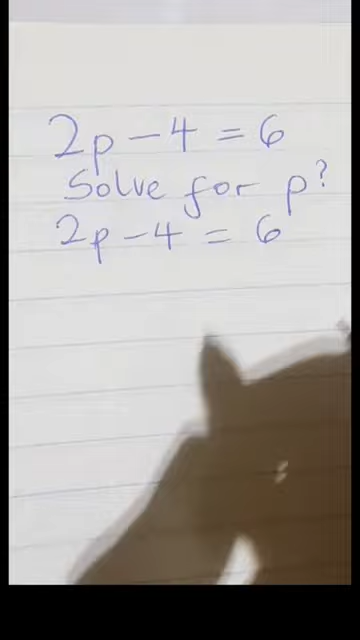 2p - 4 = 6
Solve for p?
2p - 4 = 6